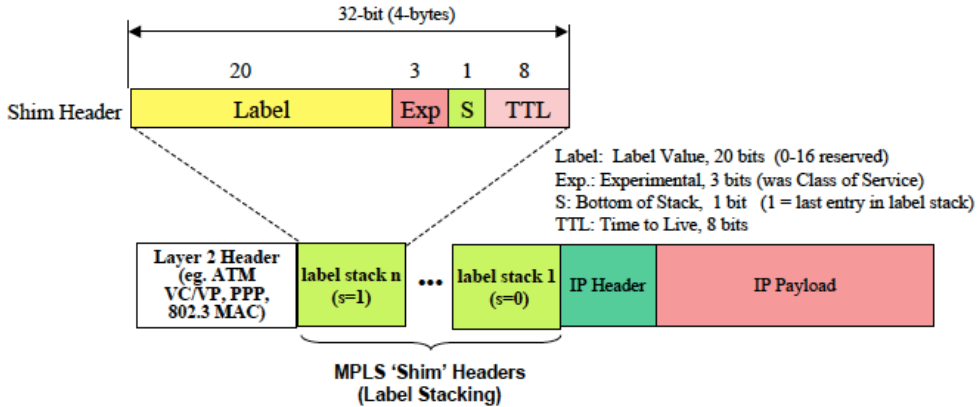 32-bit (4-bytes)
20 3 1 8
Shim Header Label Exp S TTL
Label: Label Value, 20 bits (0-16 reserved)
Exp.: Experimental, 3 bits (was Class of Service)
S: Bottom of Stack, 1 bit (1 = last entry in label stack)
TTL: Time to Live, 8 bits
Layer 2 Header
(eg. ATM
VC/VP, PPP,
802.3 MAC)
label stack n
(s=1)
•••
label stack 1
(s=0)
IP Header
IP Payload
MPLS ‘Shim’ Headers
(Label Stacking)